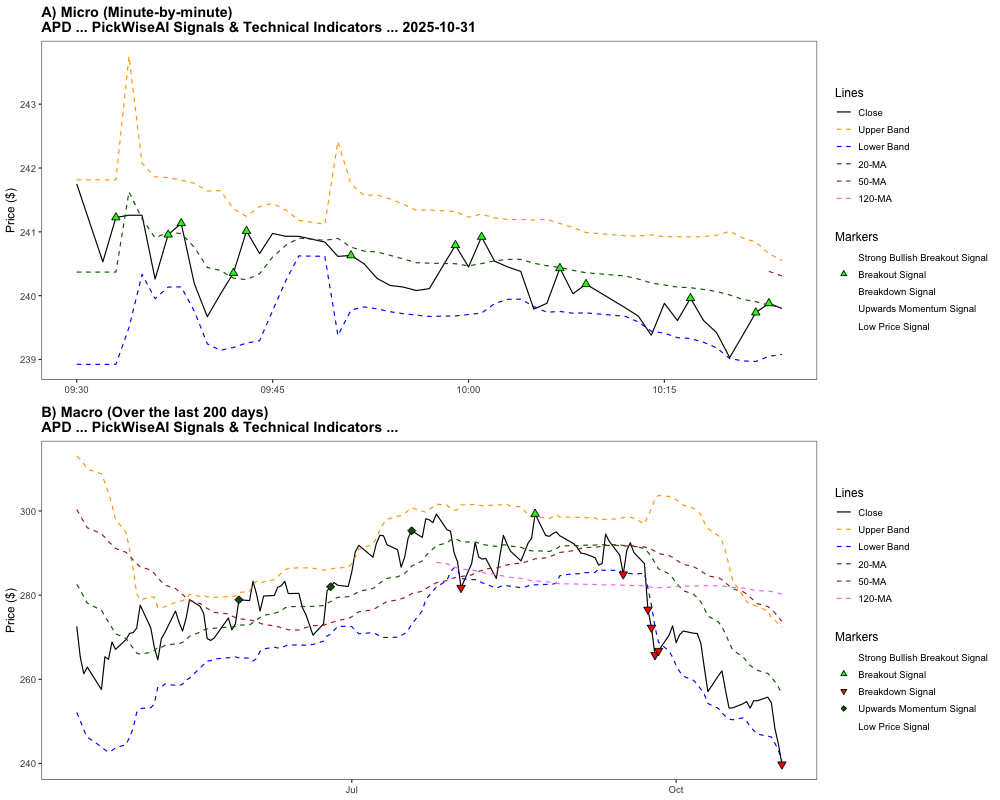 A) Micro (Minute-by-minute)
APD ... PickWiseAI Signals & Technical Indicators ... 2025-10-31
Price ($)
243
242
241
240
239
09:30
09:45
10:00
10:15
Lines
Close
Upper Band
Lower Band
20-MA
50-MA
120-MA
Markers
Strong Bullish Breakout Signal
Breakout Signal
Breakdown Signal
Upwards Momentum Signal
Low Price Signal
B) Macro (Over the last 200 days)
APD ... PickWiseAI Signals & Technical Indicators ...
Price ($)
300
280
260
240
Jul
Oct
Lines
Close
Upper Band
Lower Band
20-MA
50-MA
120-MA
Markers
Strong Bullish Breakout Signal
Breakout Signal
Breakdown Signal
Upwards Momentum Signal
Low Price Signal